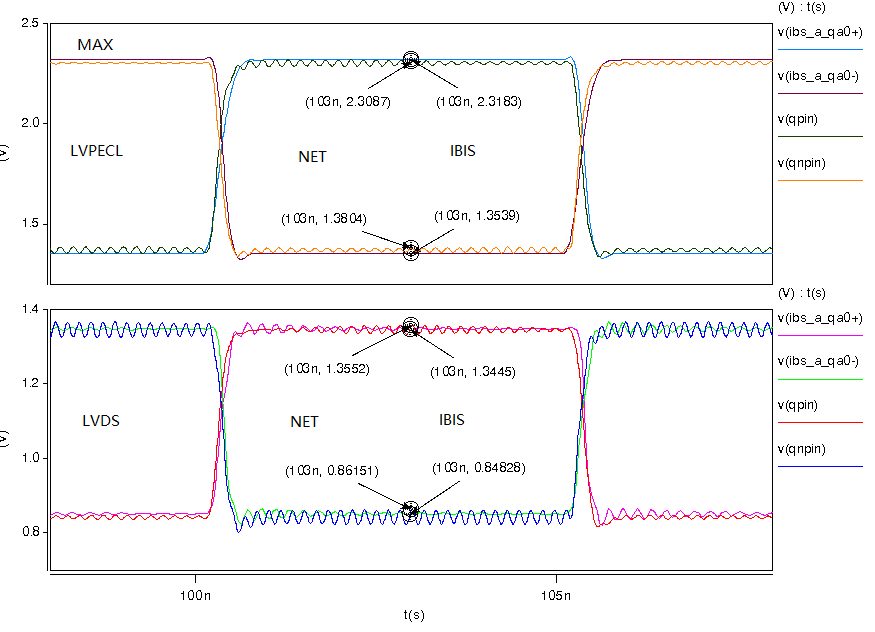 (V) : t(s)
2.5
MAX
v(ibs_a_qa0+)
v(ibs_a_qa0-)
(103n, 2.3087)
(103n, 2.3183)
2.0
v(qpin)
(V)
LVPECL
NET
IBIS
v(qnpin)
1.5
(103n, 1.3804)
(103n, 1.3539)
(V) : t(s)
1.4
v(ibs_a_qa0+)
v(ibs_a_qa0-)
(103n, 1.3552)
(103n, 1.3445)
1.2
v(qpin)
LVDS
NET
IBIS
(V)
v(qnpin)
1.0
(103n, 0.86151)
(103n, 0.84828)
0.8
100n
105n
t(s)